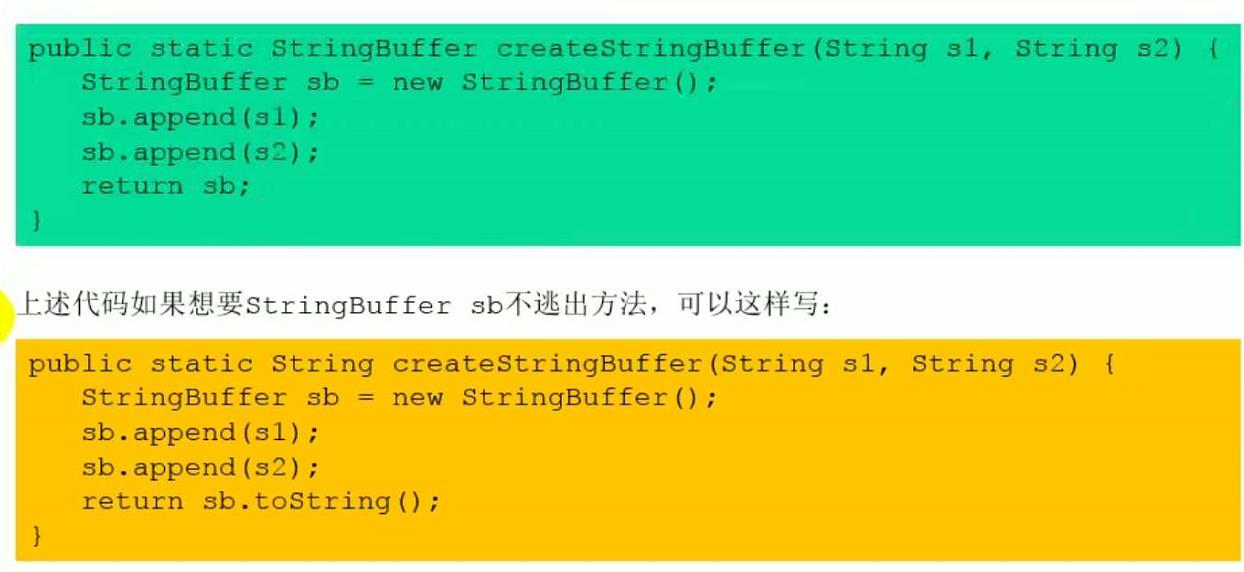 public static StringBuffer createStringBuffer(String s1, String s2) {
StringBuffer sb = new StringBuffer();
sb.append(s1);
sb.append(s2);
return sb;
}
上述代码如果想要StringBuffer sb不逃出方法，可以这样写：
public static String createStringBuffer(String s1, String s2) {
StringBuffer sb = new StringBuffer();
sb.append(s1);
sb.append(s2);
return sb.toString();
}